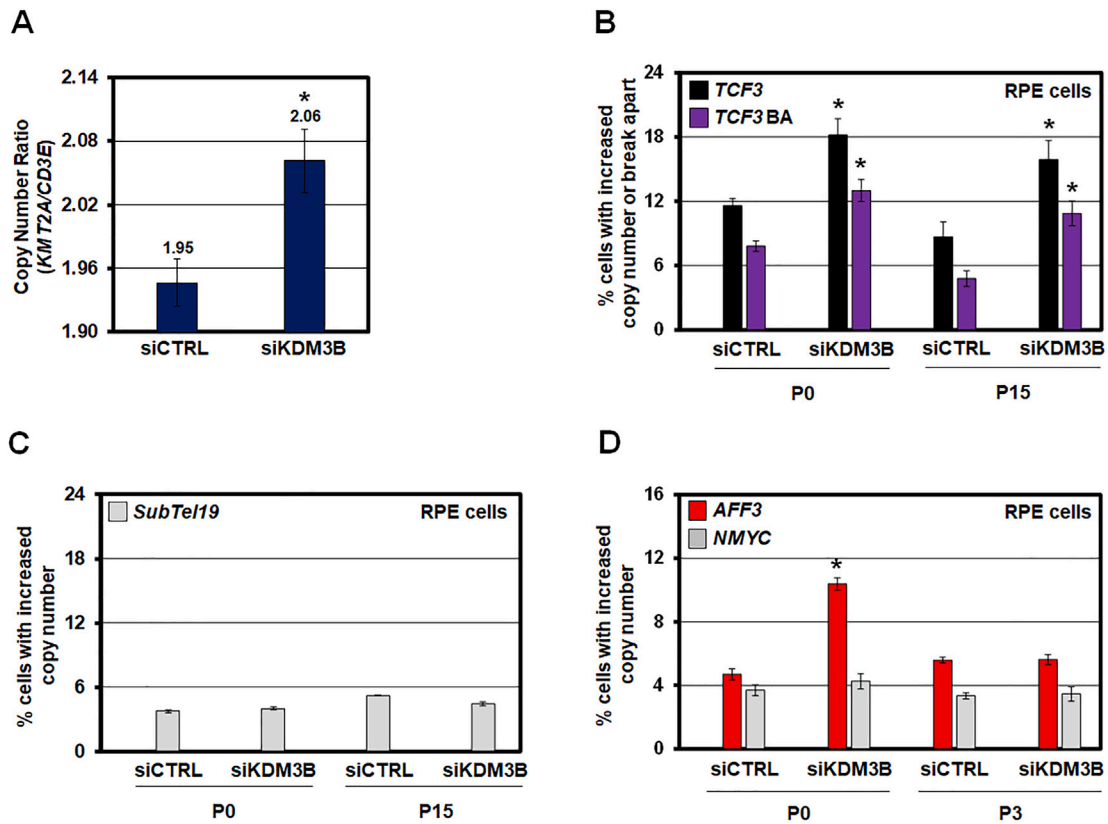 A
Copy Number Ratio
(KMT2A/CD3E)
2.14
2.08
2.02
1.96
1.90
*
2.06
1.95
siCTRL siKDM3B
B
% cells with increased
copy number or break apart
24
18
12
6
0
TCF3
TCF3 BA
RPE cells
* * * *
siCTRL siKDM3B siCTRL siKDM3B
P0 P15
C
% cells with increased
copy number
24
18
12
6
0
SubTel19
RPE cells
siCTRL siKDM3B siCTRL siKDM3B
P0 P15
D
% cells with increased
copy number
16
12
8
4
0
AFF3
NMYC
RPE cells
*
siCTRL siKDM3B siCTRL siKDM3B
P0 P3